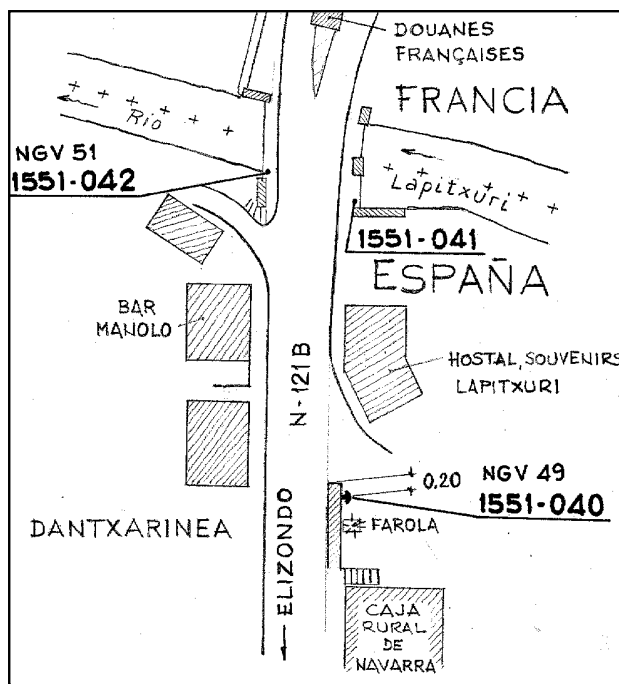 DOUANES
FRANÇAISES
FRANCIA
Rio
NGV 51
1551-042
Lapitxuri
1551-041
ESPAÑA
BAR
MANOLO
N-121 B
HOSTAL, SOUVENIRS
LAPITXURI
0,20
NGV 49
1551-040
DANTXARINEA
ELIZONDO
FAROLA
CAJA
RURAL
DE
NAVARRA